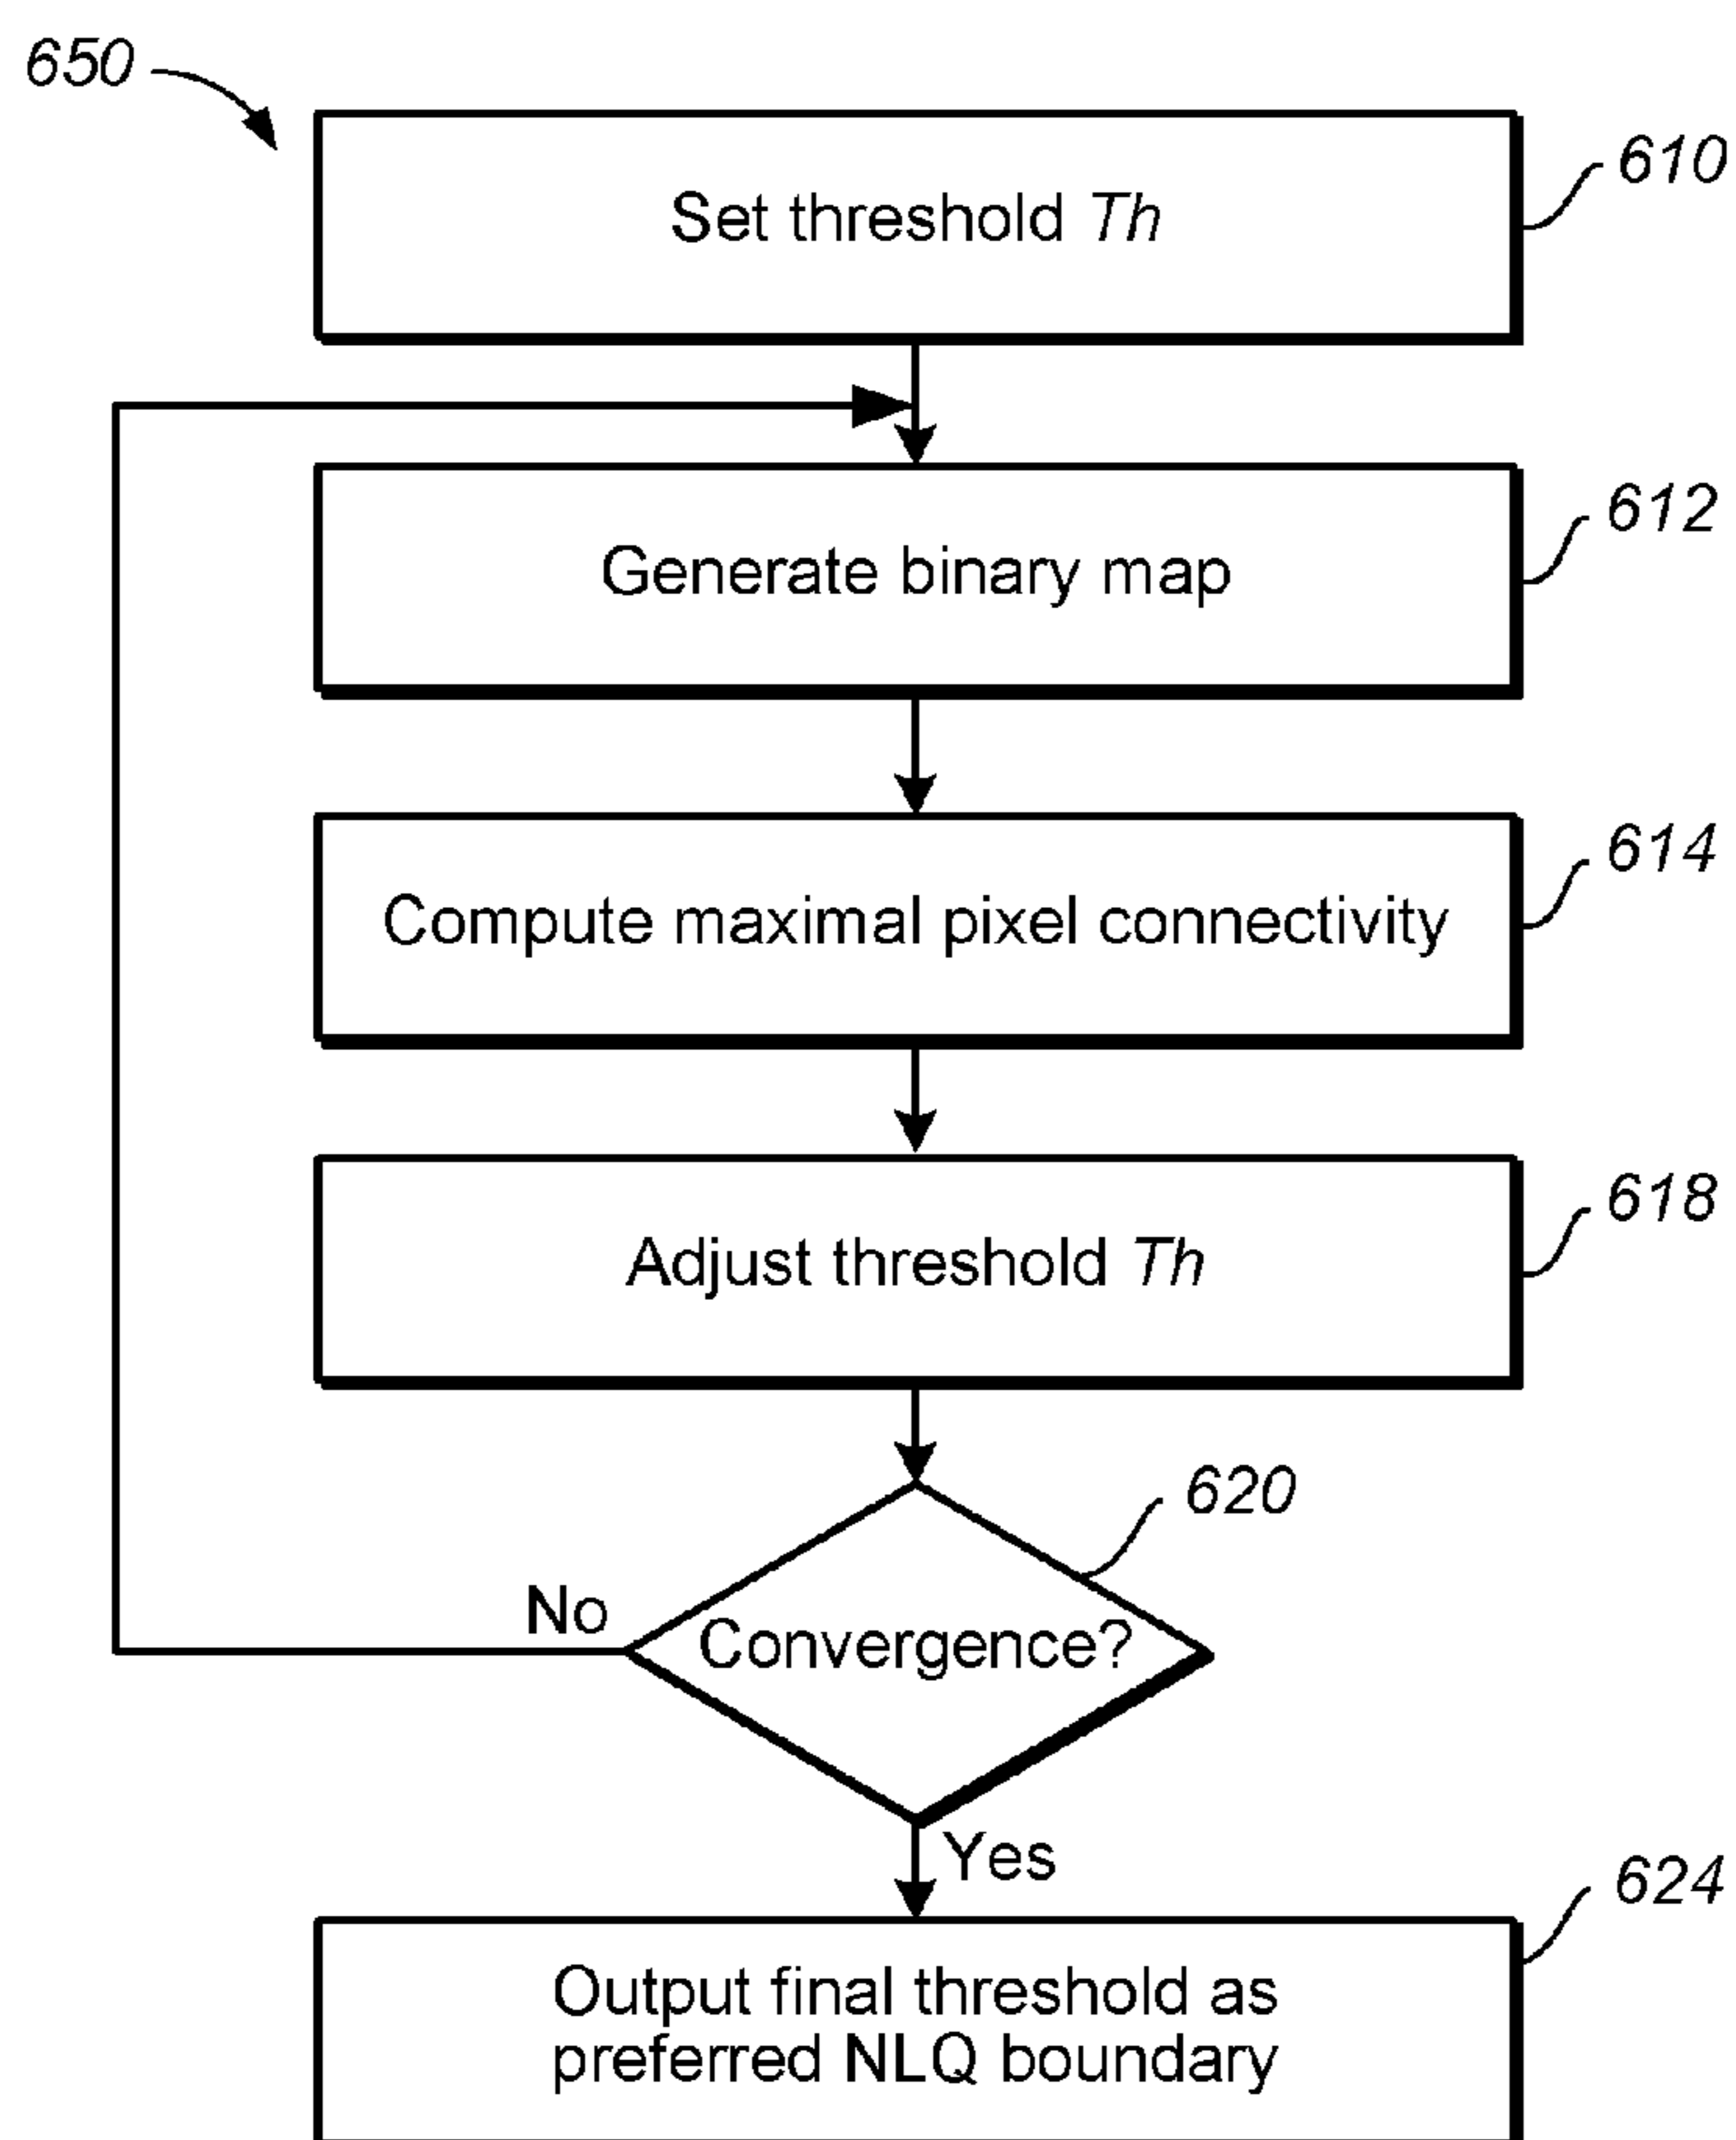 650
610
Set threshold Th
612
Generate binary map
614
Compute maximal pixel connectivity
618
Adjust threshold Th
620
No
Convergence?
Yes
624
Output final threshold as
preferred NLQ boundary